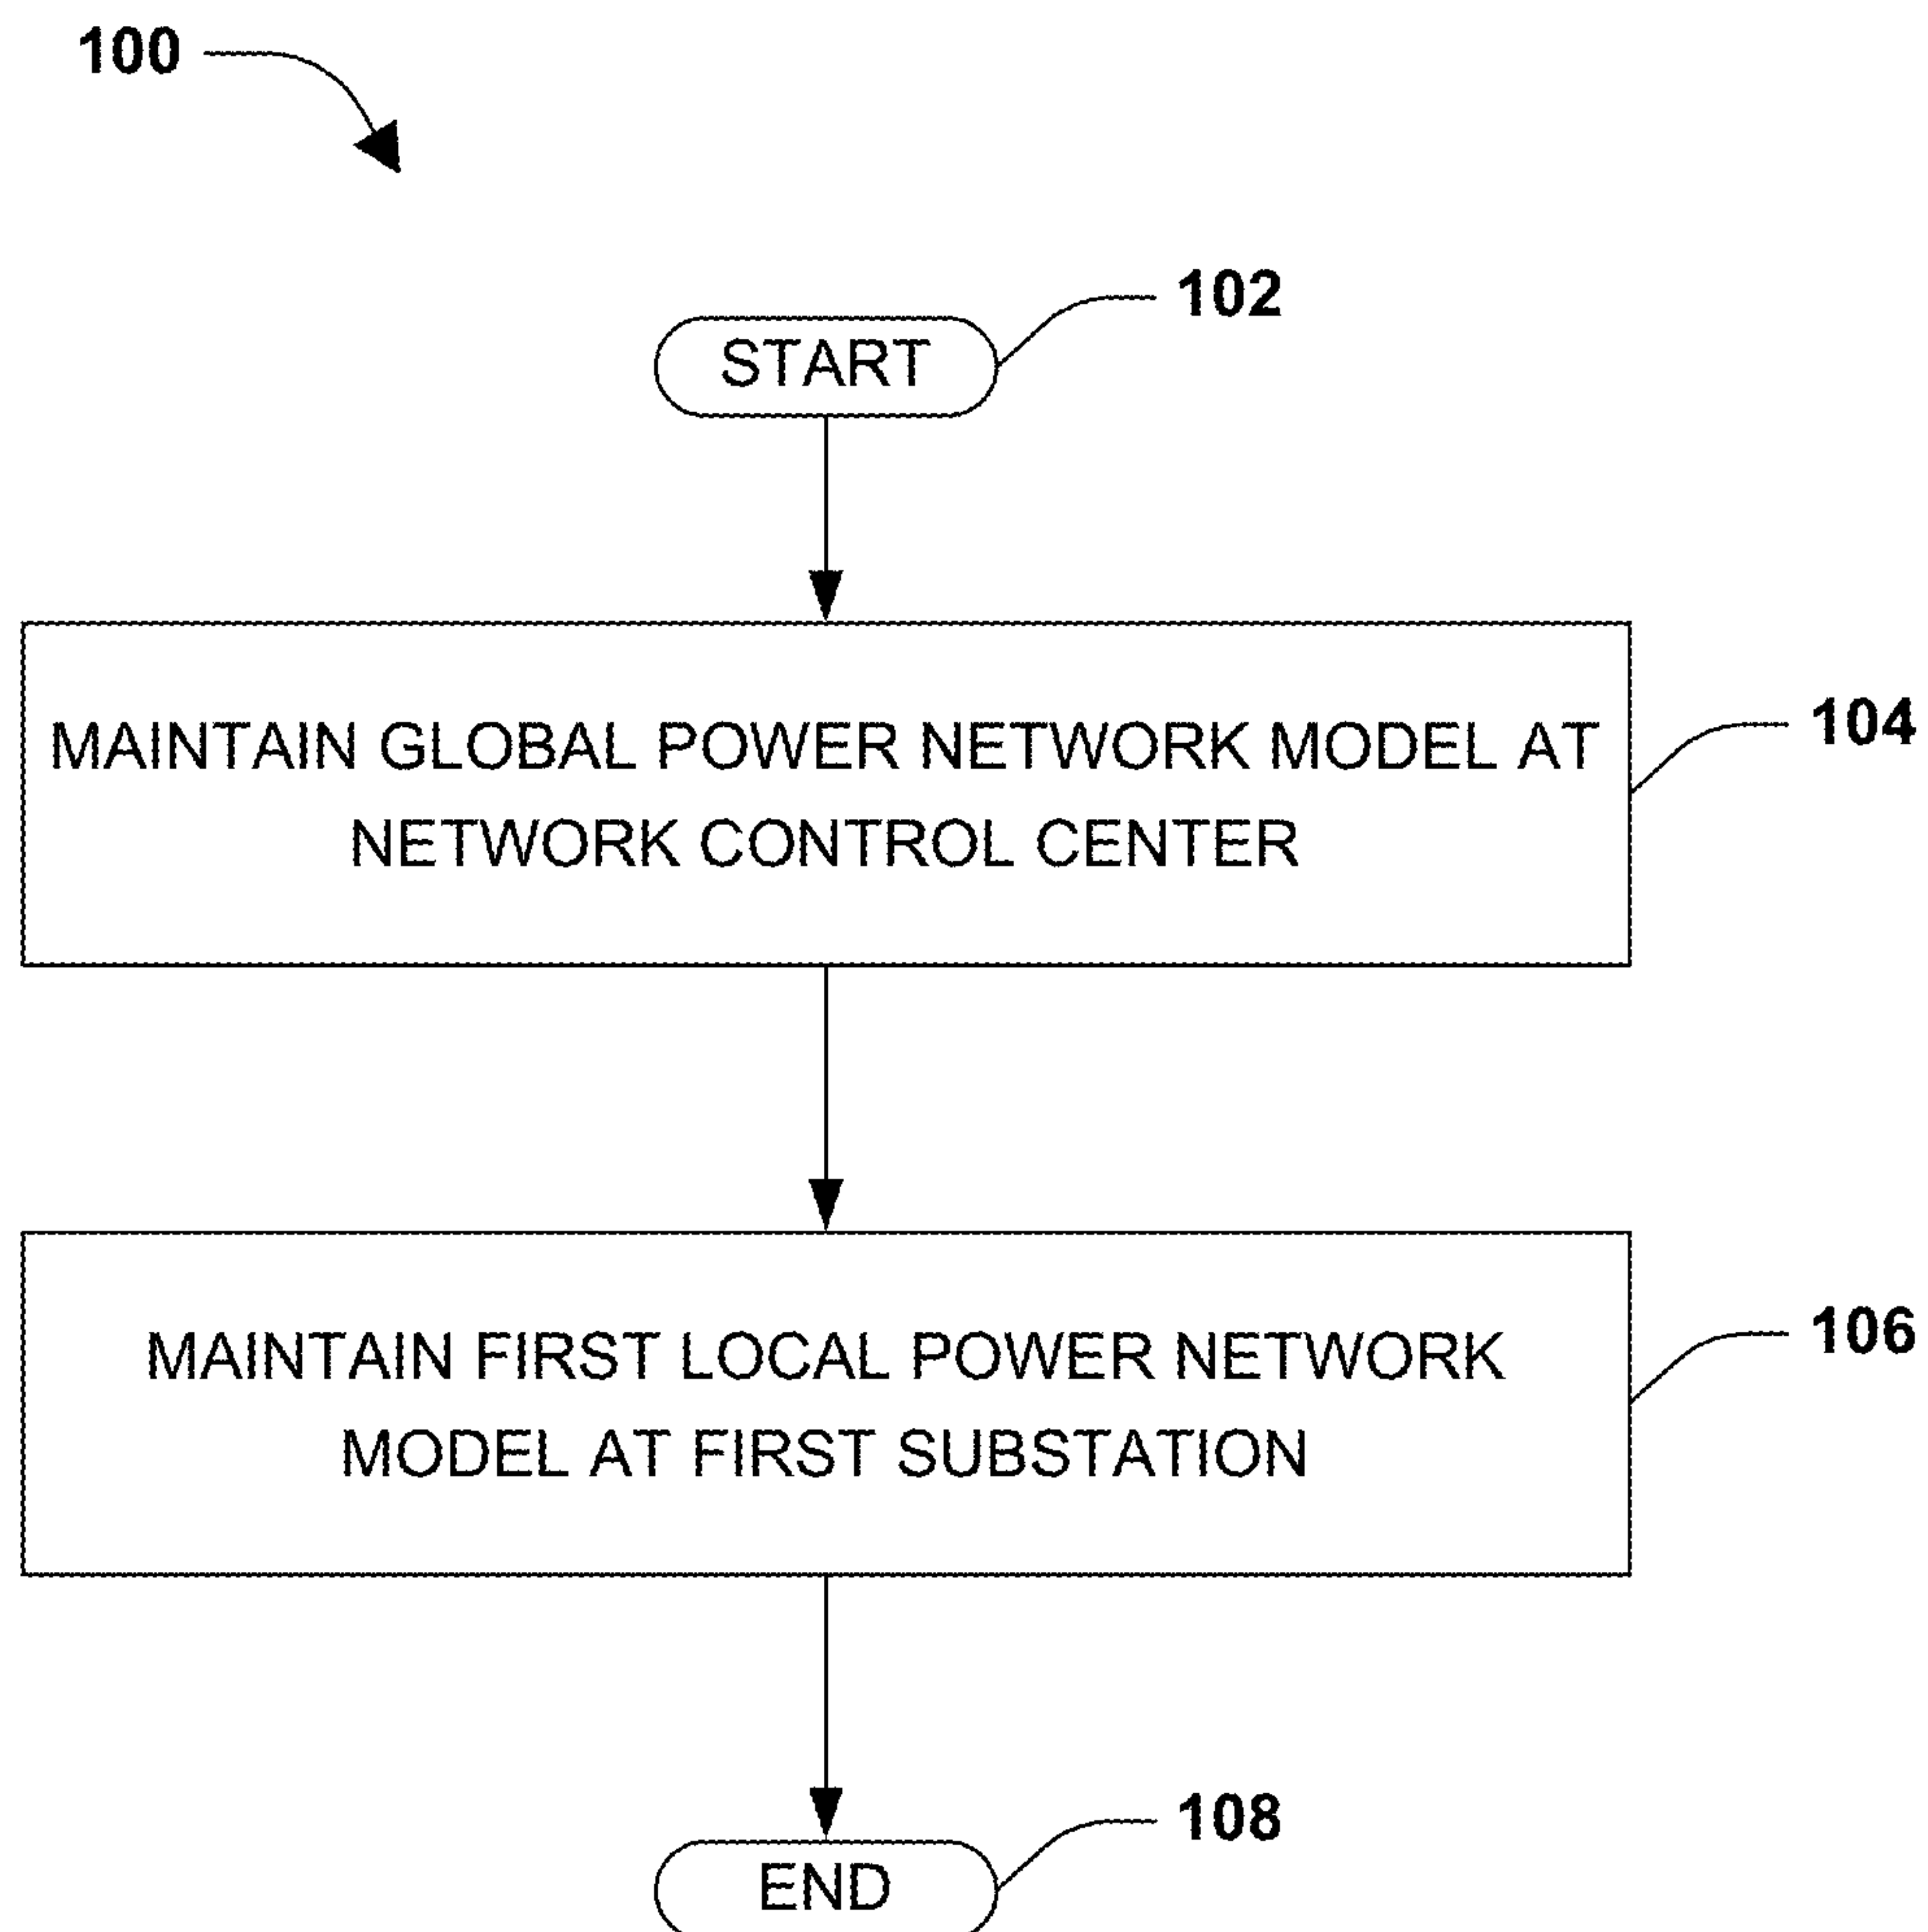 100
102
START
MAINTAIN GLOBAL POWER NETWORK MODEL AT
NETWORK CONTROL CENTER
104
MAINTAIN FIRST LOCAL POWER NETWORK
MODEL AT FIRST SUBSTATION
106
108
END